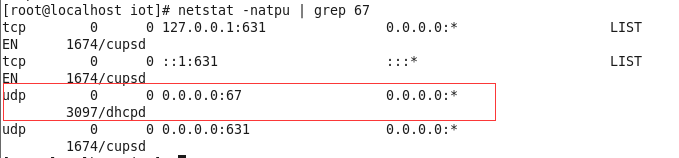 [root@localhost iot]# netstat -natpu | grep 67
tcp        0      0 127.0.0.1:631               0.0.0.0:*                   LIST
EN      1674/cupsd
tcp        0      0 ::1:631                     :::*                        LIST
EN      1674/cupsd
udp        0      0 0.0.0.0:67                  0.0.0.0:*
        3097/dhcpd
udp        0      0 0.0.0.0:631                 0.0.0.0:*
        1674/cupsd